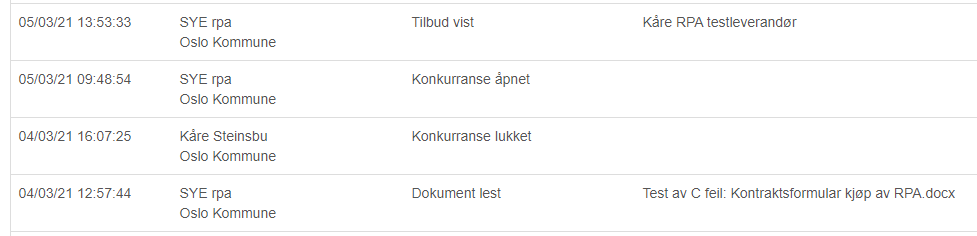 05/03/21 13:53:33 SYE rpa Tilbud vist Kåre RPA testleverandør
Oslo Kommune
05/03/21 09:48:54 SYE rpa Konkurranse åpnet
Oslo Kommune
04/03/21 16:07:25 Kåre Steinsbu Konkurranse lukket
Oslo Kommune
04/03/21 12:57:44 SYE rpa Dokument lest Test av C feil: Kontraktsformular kjøp av RPA.docx
Oslo Kommune